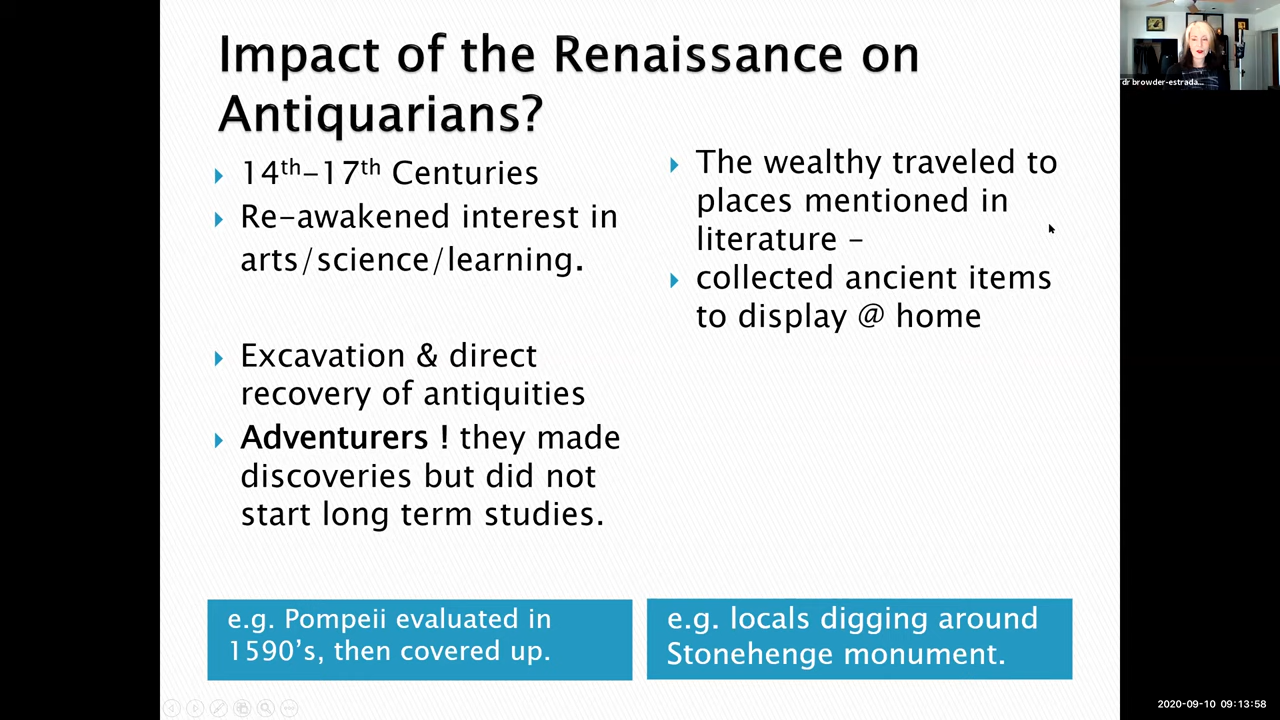 Impact of the Renaissance on
Antiquarians?
14th-17th Centuries
Re-awakened interest in
arts/science/learning.
Excavation & direct
recovery of antiquities
Adventurers ! they made
discoveries but did not
start long term studies.
e.g. Pompeii evaluated in
1590's, then covered up.
The wealthy traveled to
places mentioned in
literature –
collected ancient items
to display @ home
e.g. locals digging around
Stonehenge monument.
dr browder-estrada...
2020-09-10 09:13:58